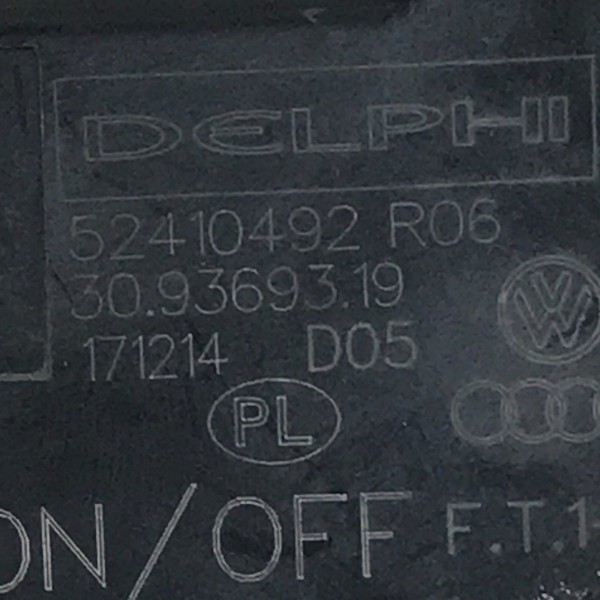 DELPHI
52410492 R06
30.93693.19
171214 D05
PL
ON/OFF F.T.1